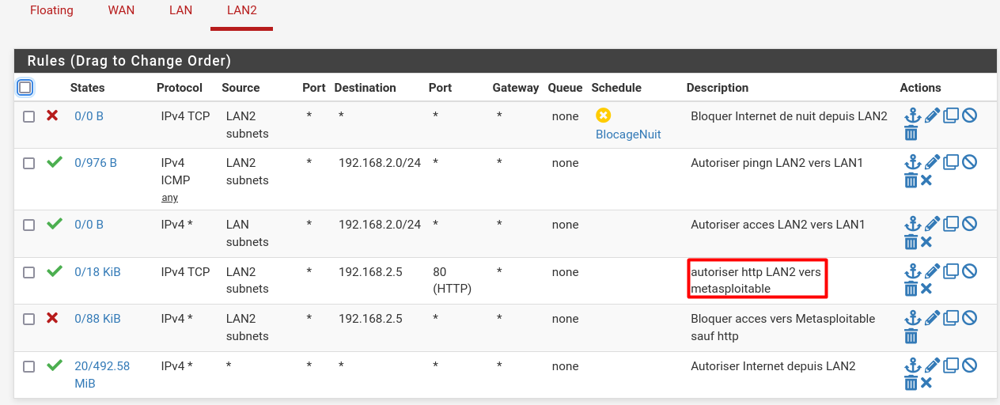 Floating WAN LAN LAN2
Rules (Drag to Change Order)
States Protocol Source Port Destination Port Gateway Queue Schedule Description Actions
0/0 B IPv4 TCP LAN2 * * * * none Bloquer Internet de nuit depuis LAN2
subnets BlocageNuit
0/976 B IPv4 LAN2 * 192.168.2.0/24 * * none Autoriser pingn LAN2 vers LAN1
ICMP subnets
any
0/0 B IPv4 * LAN * 192.168.2.0/24 * * none Autoriser acces LAN2 vers LAN1
subnets
0/18 KiB IPv4 TCP LAN2 * 192.168.2.5 80 * none autoriser http LAN2 vers
subnets (HTTP) metasploitable
0/88 KiB IPv4 * LAN2 * 192.168.2.5 * * none Bloquer acces vers Metasploitable
subnets sauf http
20/492.58 IPv4 * * * * * * none Autoriser Internet depuis LAN2
MiB